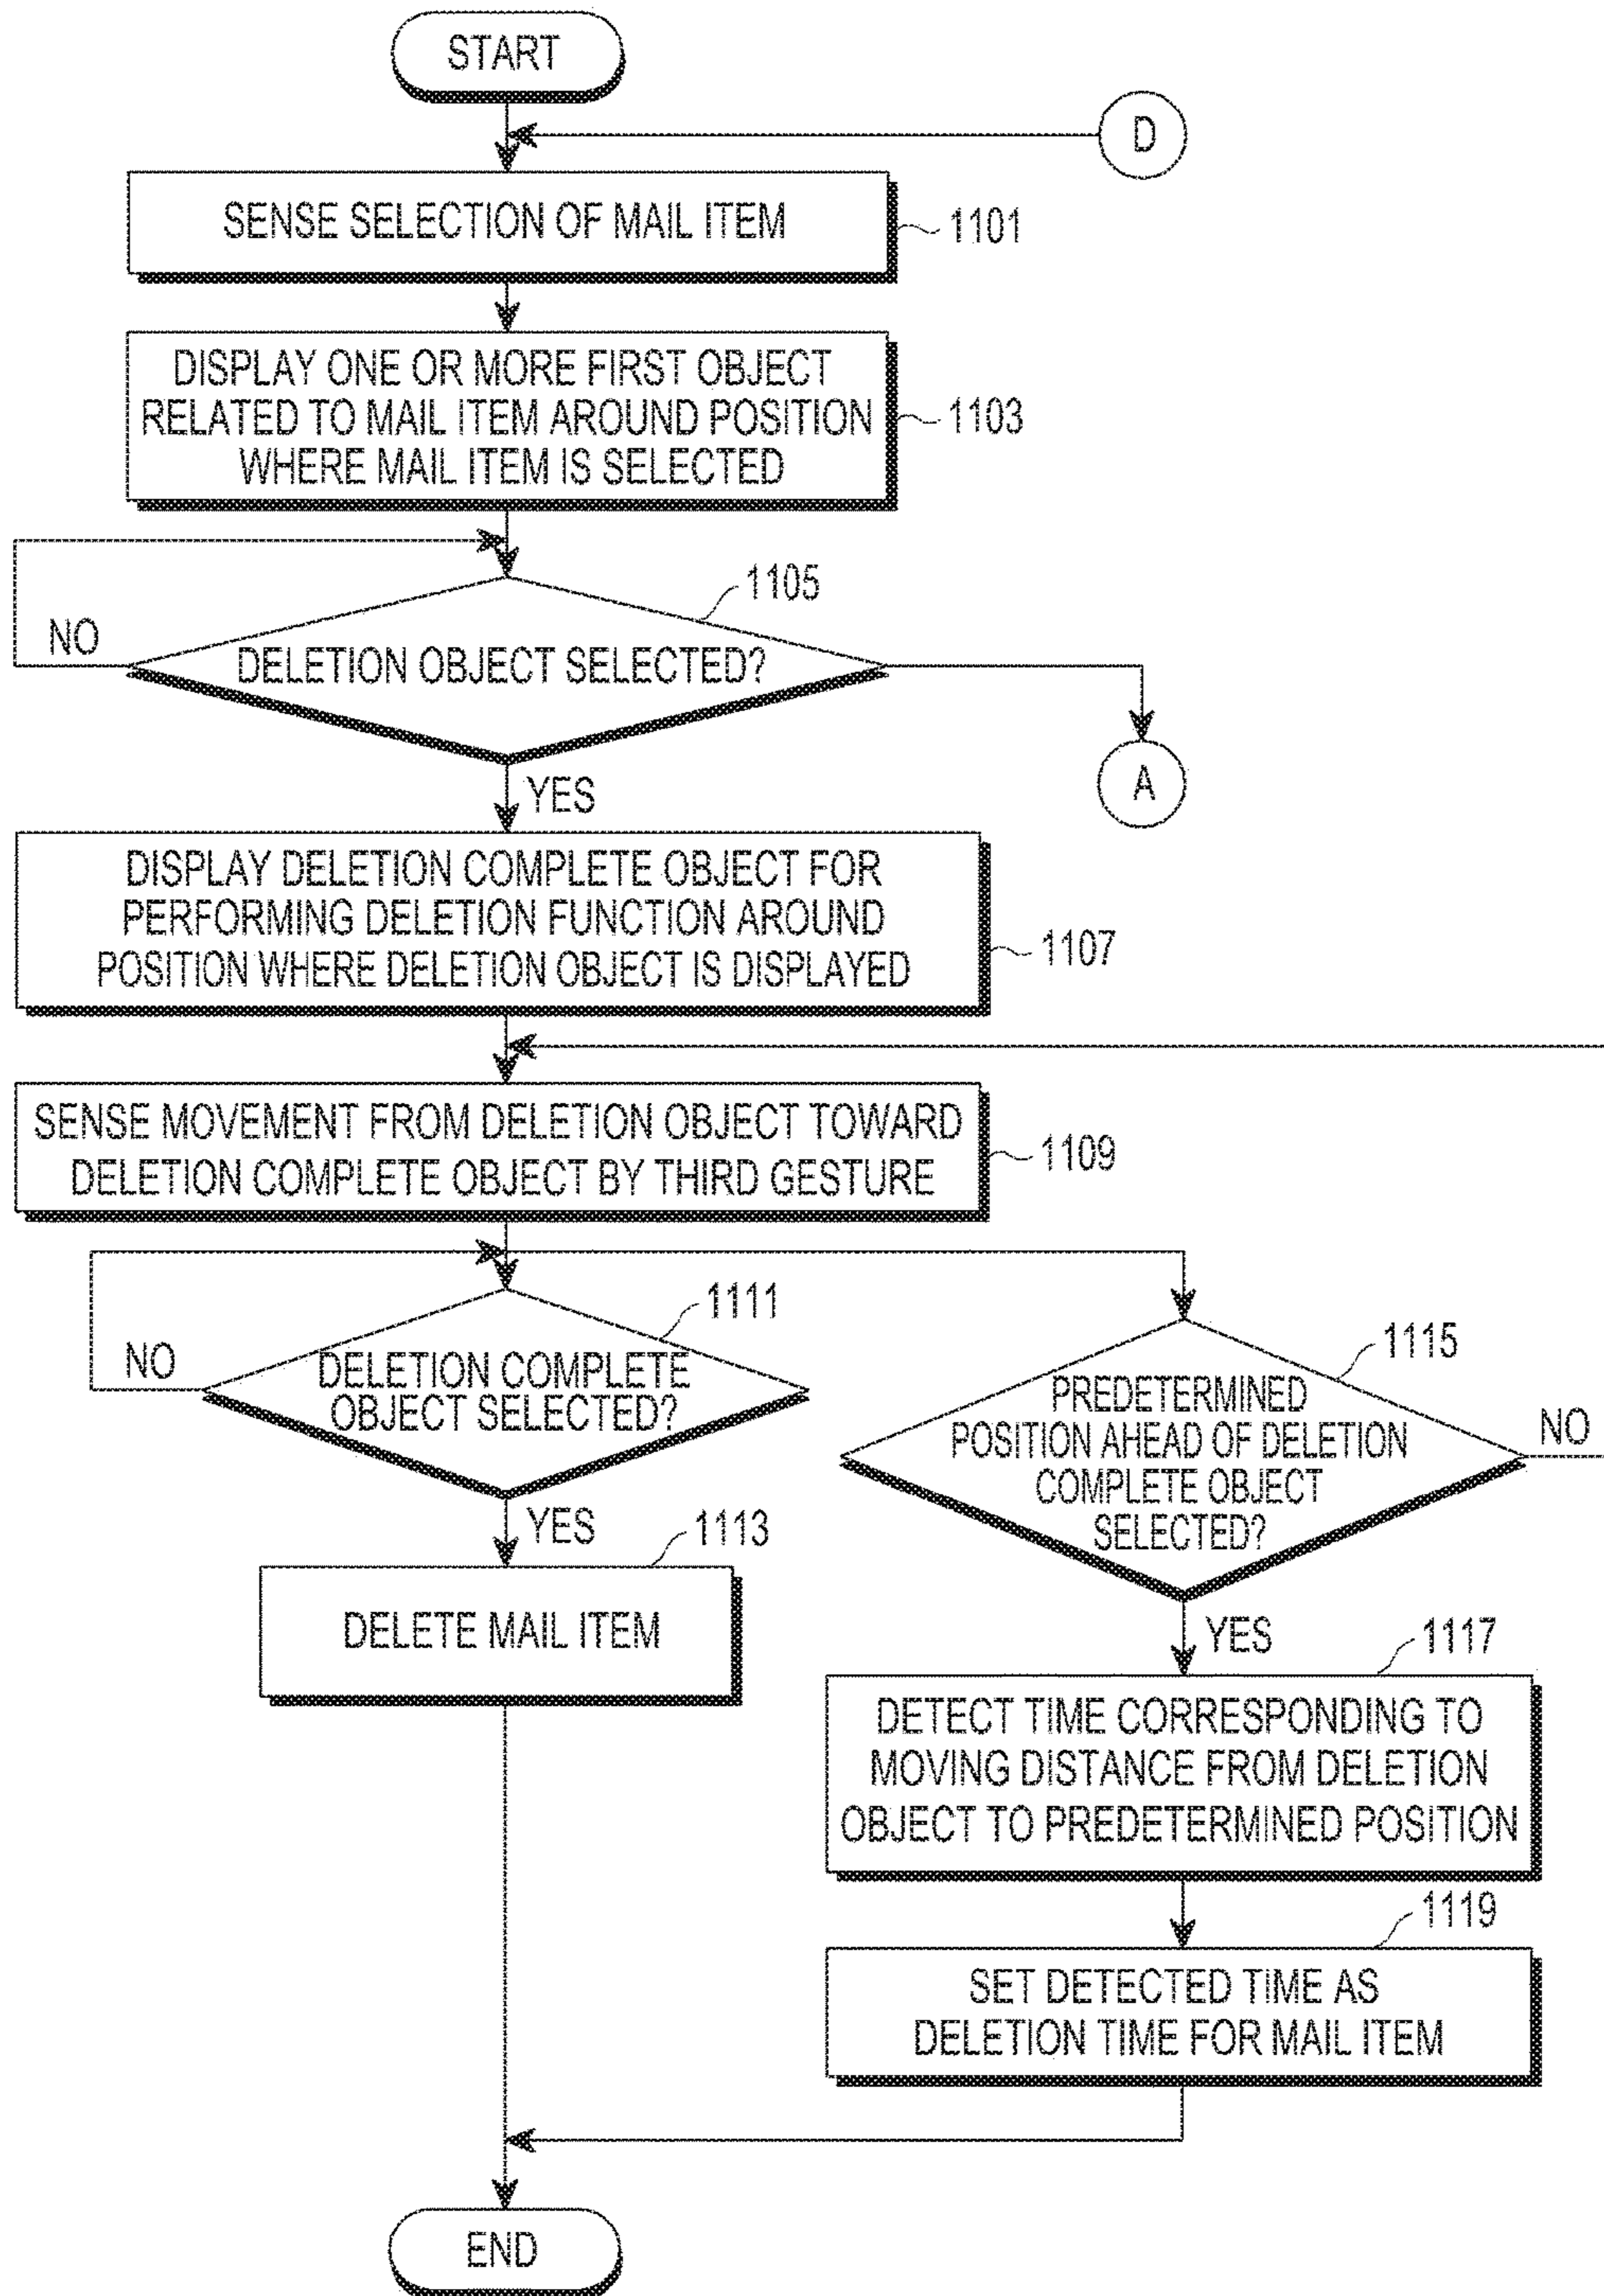 START
D
SENSE SELECTION OF MAIL ITEM
1101
DISPLAY ONE OR MORE FIRST OBJECT
RELATED TO MAIL ITEM AROUND POSITION
WHERE MAIL ITEM IS SELECTED
1103
1105
NO
DELETION OBJECT SELECTED?
A
YES
DISPLAY DELETION COMPLETE OBJECT FOR
PERFORMING DELETION FUNCTION AROUND
POSITION WHERE DELETION OBJECT IS DISPLAYED
1107
SENSE MOVEMENT FROM DELETION OBJECT TOWARD
DELETION COMPLETE OBJECT BY THIRD GESTURE
1109
1111
NO
DELETION COMPLETE
OBJECT SELECTED?
1115
PREDETERMINED
POSITION AHEAD OF DELETION
COMPLETE OBJECT
SELECTED?
NO
YES
1113
DELETE MAIL ITEM
YES
1117
DETECT TIME CORRESPONDING TO
MOVING DISTANCE FROM DELETION
OBJECT TO PREDETERMINED POSITION
1119
SET DETECTED TIME AS
DELETION TIME FOR MAIL ITEM
END